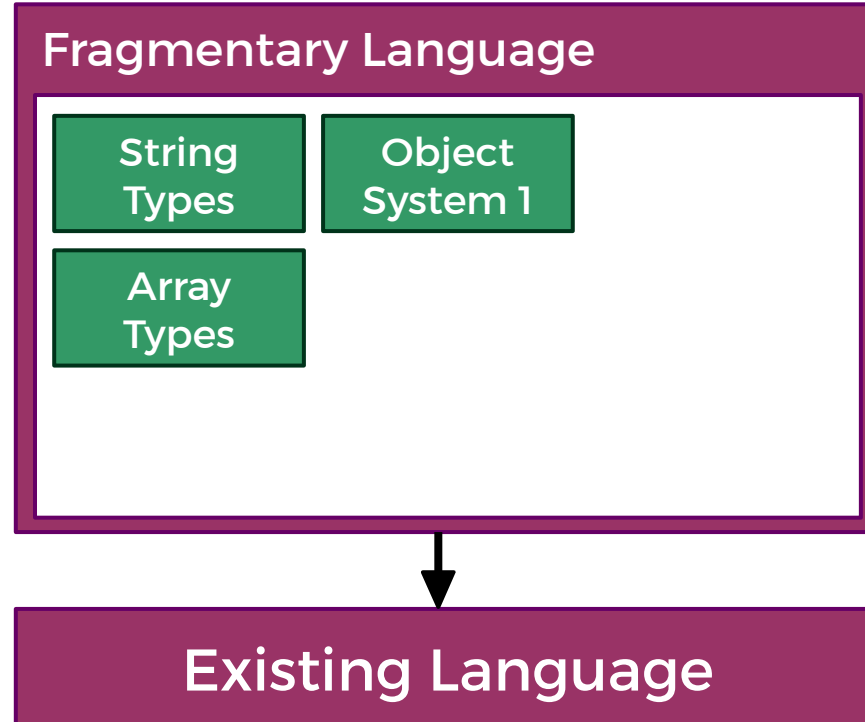 Fragmentary Language
String
Types
Object
System 1
Array
Types
Existing Language